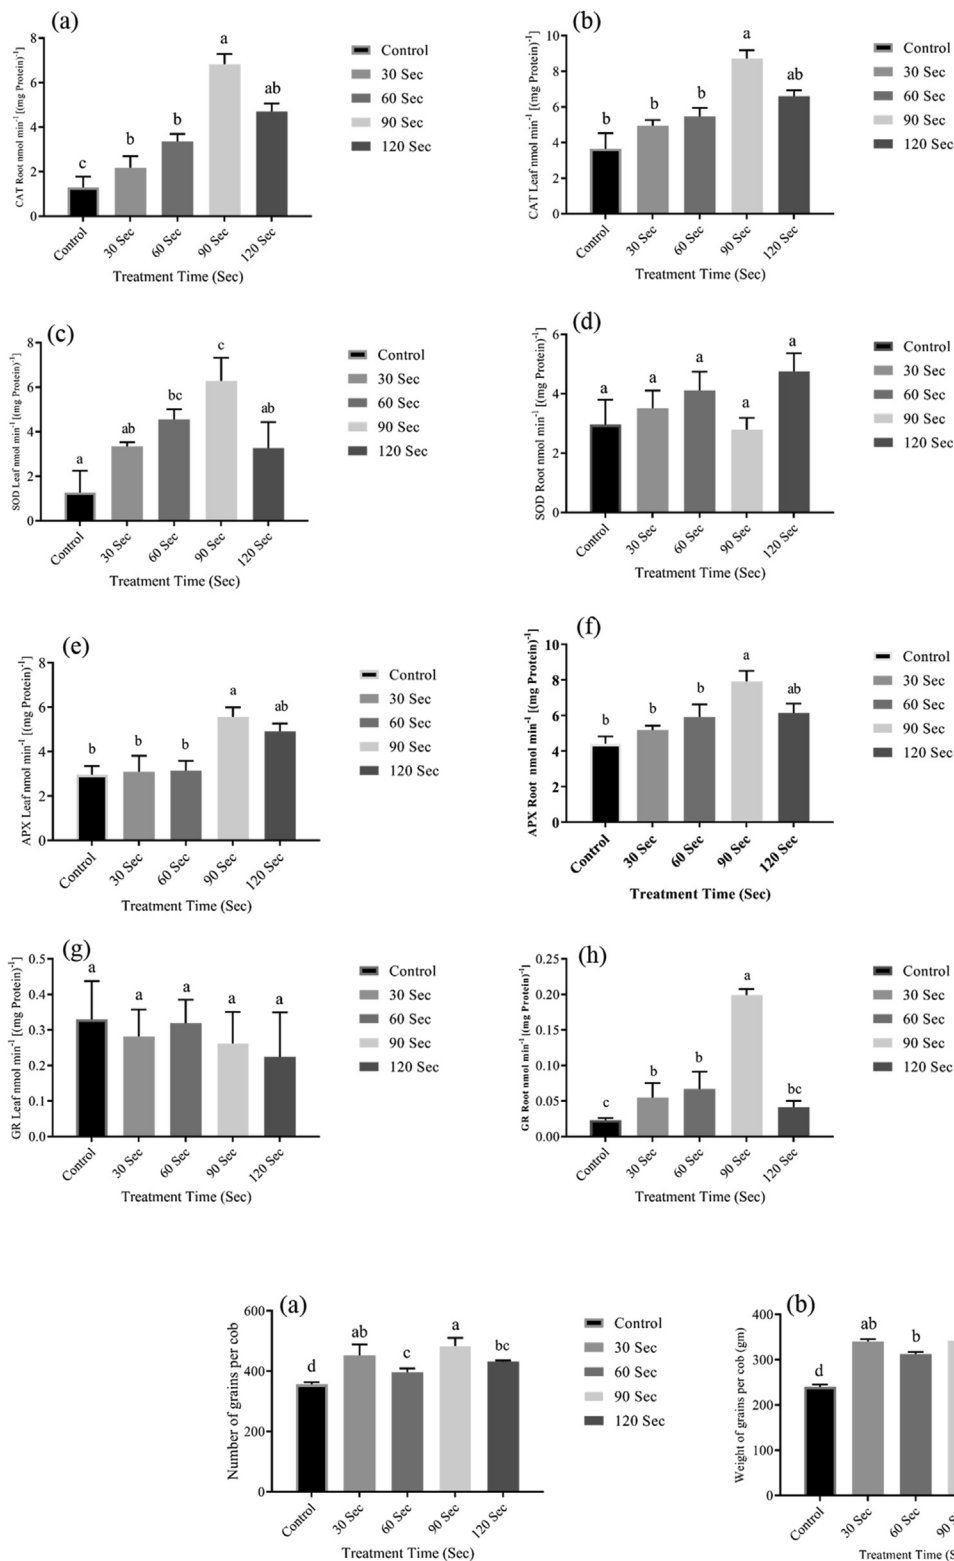 (a)
CAT Root nmol min⁻¹ [(mg Protein)⁻¹]
8
6
4
2
0
c
b
b
a
ab
Control
30 Sec
60 Sec
90 Sec
120 Sec
Treatment Time (Sec)
Control
30 Sec
60 Sec
90 Sec
120 Sec
(b)
CAT Leaf nmol min⁻¹ [(mg Protein)⁻¹]
10
8
6
4
2
0
b
b
b
a
ab
Control
30 Sec
60 Sec
90 Sec
120 Sec
Treatment Time (Sec)
Control
30 Sec
60 Sec
90 Sec
120 Sec
(c)
SOD Leaf nmol min⁻¹ [(mg Protein)⁻¹]
8
6
4
2
0
a
ab
bc
c
ab
Control
30 Sec
60 Sec
90 Sec
120 Sec
Treatment Time (Sec)
Control
30 Sec
60 Sec
90 Sec
120 Sec
(d)
SOD Root nmol min⁻¹ [(mg Protein)⁻¹]
6
4
2
0
a
a
a
a
a
Control
30 Sec
60 Sec
90 Sec
120 Sec
Treatment Time (Sec)
Control
30 Sec
60 Sec
90 Sec
120 Sec
(e)
APX Leaf nmol min⁻¹ [(mg Protein)⁻¹]
8
6
4
2
0
b
b
b
a
ab
Control
30 Sec
60 Sec
90 Sec
120 Sec
Treatment Time (Sec)
Control
30 Sec
60 Sec
90 Sec
120 Sec
(f)
APX Root nmol min⁻¹ [(mg Protein)⁻¹]
10
8
6
4
2
0
b
b
b
a
ab
Control
30 Sec
60 Sec
90 Sec
120 Sec
Treatment Time (Sec)
Control
30 Sec
60 Sec
90 Sec
120 Sec
(g)
GR Leaf nmol min⁻¹ [(mg Protein)⁻¹]
0.5
0.4
0.3
0.2
0.1
0.0
a
a
a
a
a
Control
30 Sec
60 Sec
90 Sec
120 Sec
Treatment Time (Sec)
Control
30 Sec
60 Sec
90 Sec
120 Sec
(h)
GR Root nmol min⁻¹ [(mg Protein)⁻¹]
0.25
0.20
0.15
0.10
0.05
0.00
c
b
b
a
bc
Control
30 Sec
60 Sec
90 Sec
120 Sec
Treatment Time (Sec)
Control
30 Sec
60 Sec
90 Sec
120 Sec
(a)
Number of grains per cob
600
400
200
0
d
ab
c
a
bc
Control
30 Sec
60 Sec
90 Sec
120 Sec
Treatment Time (Sec)
Control
30 Sec
60 Sec
90 Sec
120 Sec
(b)
Weight of grains per cob (gm)
400
300
200
100
0
d
ab
b
Control
30 Sec
60 Sec
90 S
Treatment Time (S